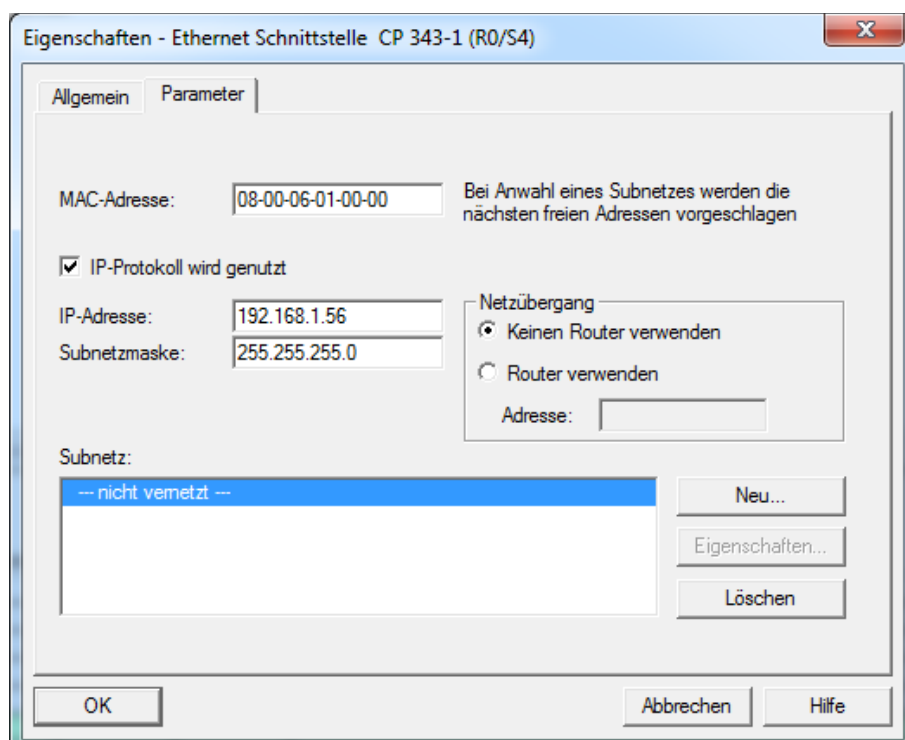 Eigenschaften - Ethernet Schnittstelle CP 343-1 (R0/S4)
Allgemein
Parameter
MAC-Adresse:
08-00-06-01-00-00
Bei Anwahl eines Subnetzes werden die
nächsten freien Adressen vorgeschlagen
IP-Protokoll wird genutzt
IP-Adresse:
192.168.1.56
Subnetzmaske:
255.255.255.0
Netzübergang
Keinen Router verwenden
Router verwenden
Adresse:
Subnetz:
--- nicht vernetzt ---
Neu...
Eigenschaften...
Löschen
OK
Abbrechen
Hilfe